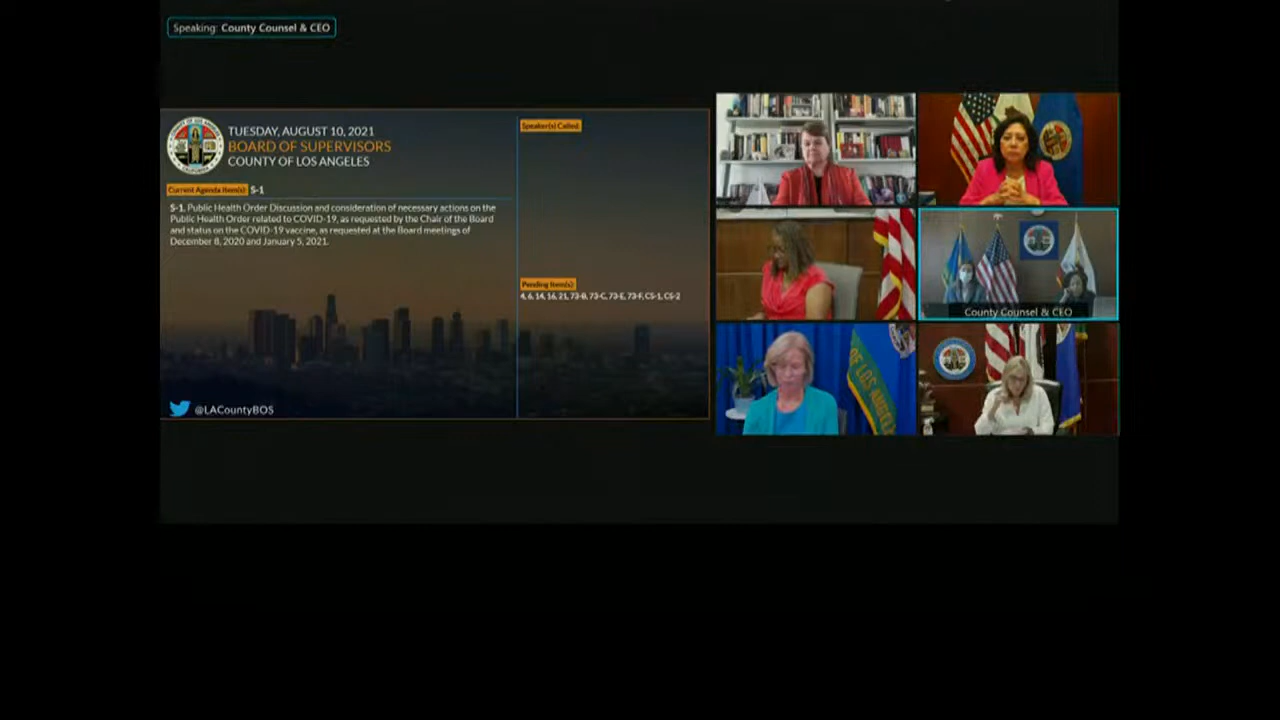 Speaking: County Counsel & CEO
TUESDAY, AUGUST 10, 2021
BOARD OF SUPERVISORS
COUNTY OF LOS ANGELES
Current Agenda Item(s): S-1
S-1. Public Health Order Discussion and consideration of necessary actions on the
Public Health Order related to COVID-19, as requested by the Chair of the Board
and status on the COVID-19 vaccine, as requested at the Board meetings of
December 8, 2020 and January 5, 2021.
@LACountyBOS
Speaker(s) Called:
Pending Item(s):
4, 6, 14, 16, 21, 73-B, 73-C, 73-E, 73-F, CS-1, CS-2
County Counsel & CEO
OF LOS ANGELES